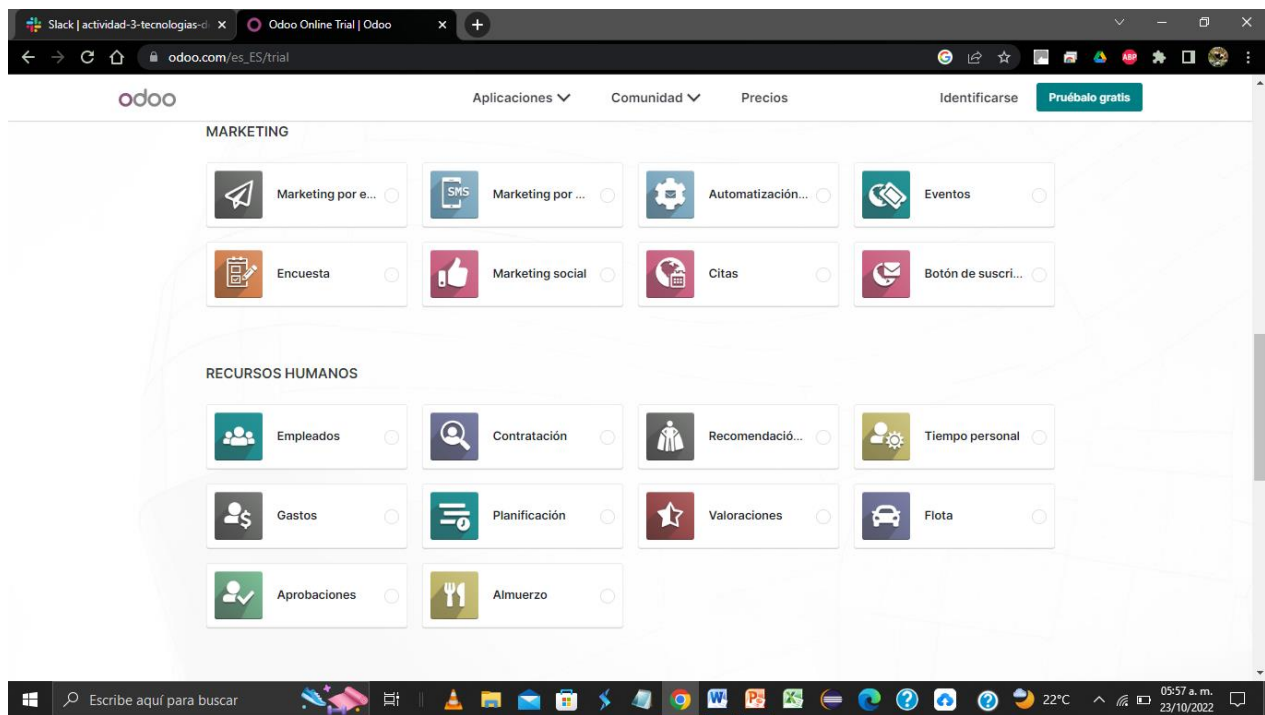 Slack | actividad-3-tecnologias-d
Odoo Online Trial | Odoo
odoo.com/es_ES/trial
ABP
odoo
Aplicaciones
Comunidad
Precios
Identificarse
Pruébalo gratis
MARKETING
Marketing por e...
SMS
Marketing por ...
Automatización...
Eventos
Encuesta
Marketing social
Citas
Botón de suscri...
RECURSOS HUMANOS
Empleados
Contratación
Recomendació...
Tiempo personal
Gastos
Planificación
Valoraciones
Flota
Aprobaciones
Almuerzo
Escribe aquí para buscar
22°C
05:57 a. m.
23/10/2022